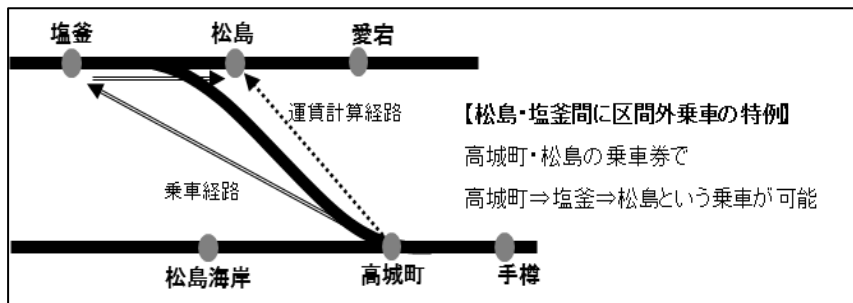 塩釜
松島
愛宕
運賃計算経路
【松島・塩釜間に区間外乗車の特例】
高城町・松島の乗車券で
乗車経路
高城町⇒塩釜⇒松島という乗車が可能
松島海岸
高城町
手樽